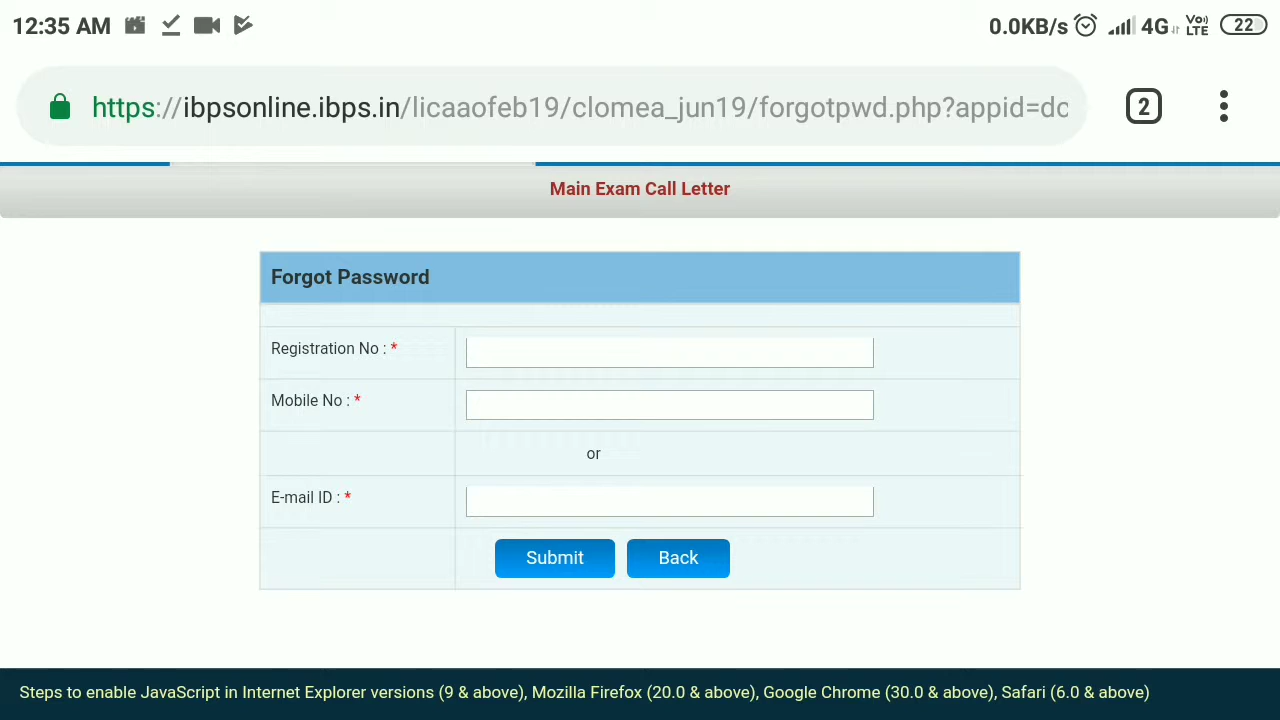 12:35 AM 0.0KB/s 4G Vo)) LTE 22
https://ibpsonline.ibps.in/licaaofeb19/clomea_jun19/forgotpwd.php?appid=dc 2
Main Exam Call Letter
Forgot Password
Registration No : *
Mobile No : *
or
E-mail ID : *
Submit Back
Steps to enable JavaScript in Internet Explorer versions (9 & above), Mozilla Firefox (20.0 & above), Google Chrome (30.0 & above), Safari (6.0 & above)